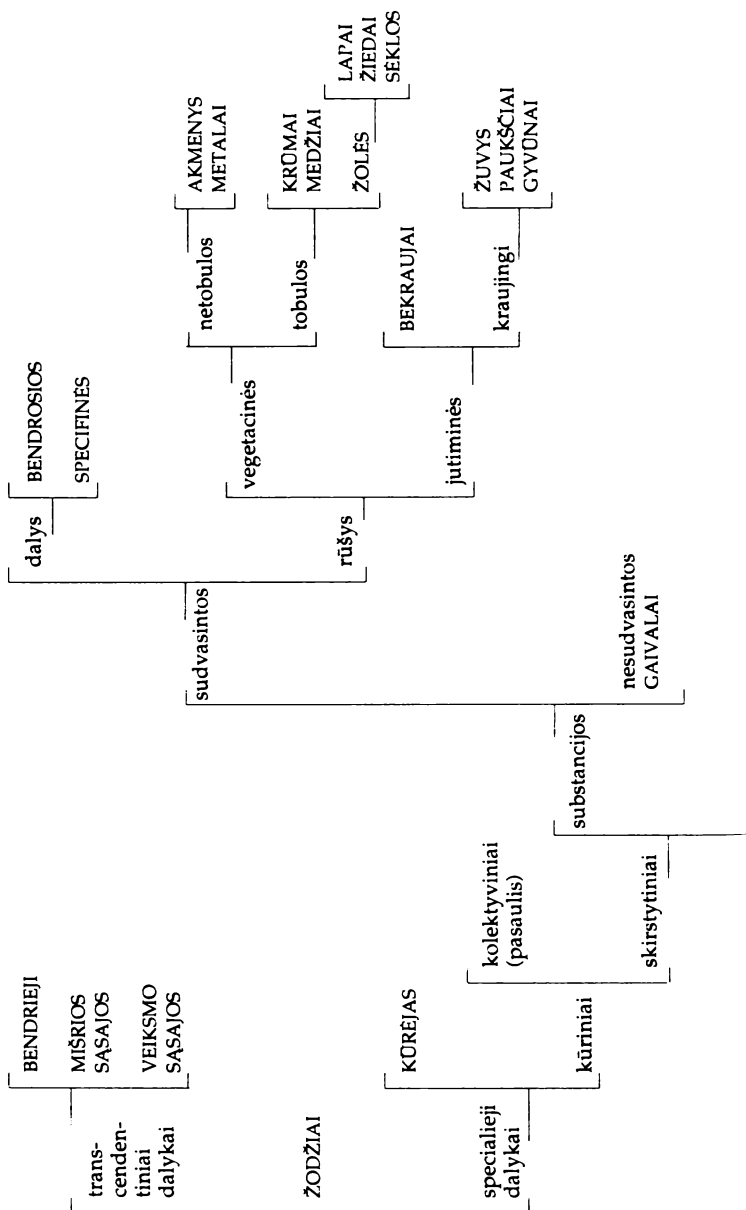 trans-
cenden-
tiniai
dalykai
BENDRIEJI
MIŠRIOS
SĄSAJOS
VEIKSMO
SĄSAJOS
ŽODŽIAI
specialieji
dalykai
KŪRĖJAS
kūriniai
kolektyviniai
(pasaulis)
skirstytiniai
substancijos
sudvasintos
dalys
BENDROSIOS
SPECIFINĖS
rūšys
vegetacinės
netobulos
AKMENYS
METALAI
tobulos
KRŪMAI
MEDŽIAI
ŽOLĖS
LAPAI
ŽIEDAI
SĖKLOS
jutiminės
BEKRAUJAI
kraujingi
ŽUVYS
PAUKŠČIAI
GYVŪNAI
nesudvasintos
GAIVALAI